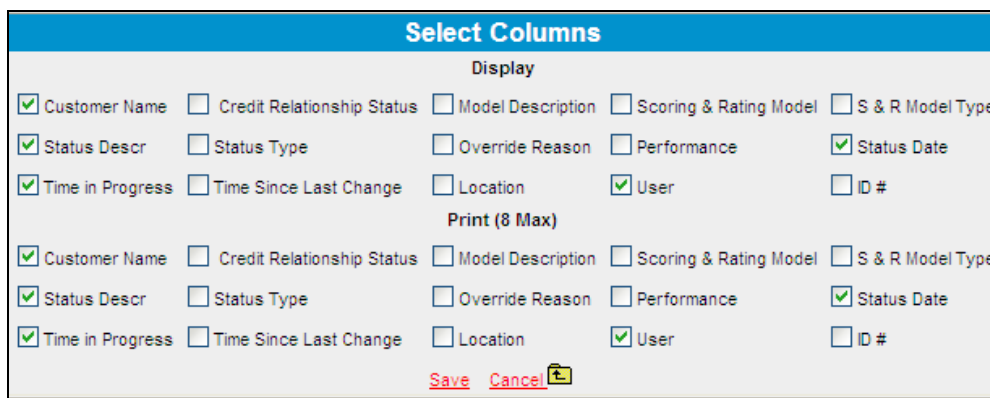 Select Columns
Display
Customer Name Credit Relationship Status Model Description Scoring & Rating Model S & R Model Type
Status Descr Status Type Override Reason Performance Status Date
Time in Progress Time Since Last Change Location User ID #
Print (8 Max)
Customer Name Credit Relationship Status Model Description Scoring & Rating Model S & R Model Type
Status Descr Status Type Override Reason Performance Status Date
Time in Progress Time Since Last Change Location User ID #
Save Cancel